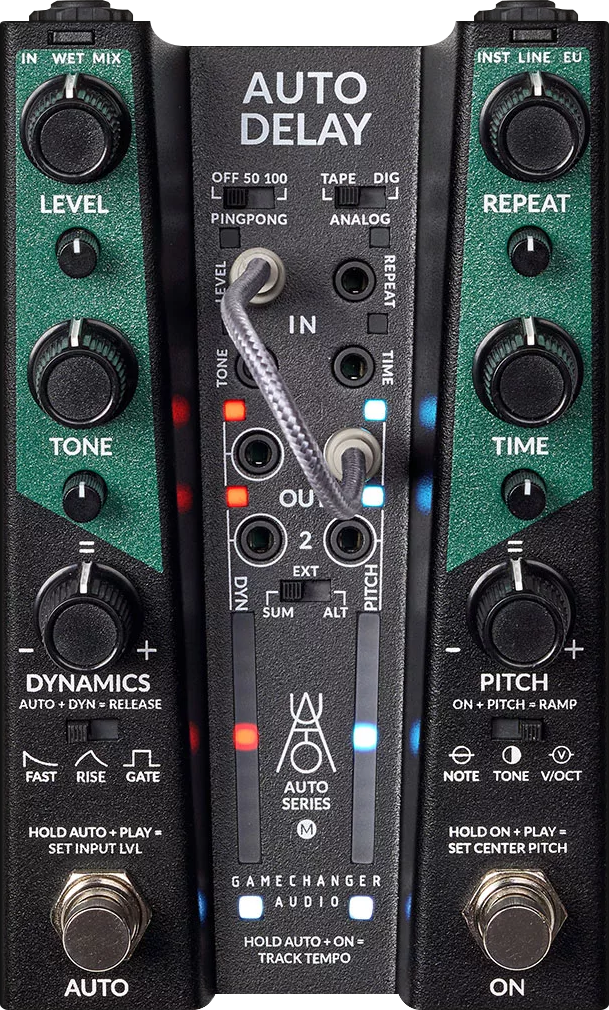 IN WET MIX
INST LINE EU
AUTO
DELAY
LEVEL
REPEAT
OFF 50 100
TAPE DIG
PINGPONG
ANALOG
LEVEL
REPEAT
IN
TONE
TIME
TONE
TIME
OUT
2
EXT
SUM ALT
DYN
PITCH
=
=
- +
- +
DYNAMICS
AUTO + DYN = RELEASE
PITCH
ON + PITCH = RAMP
FAST RISE GATE
V
NOTE TONE V/OCT
AUTO
AUTO
SERIES
M
HOLD AUTO + PLAY =
SET INPUT LVL
HOLD ON + PLAY =
SET CENTER PITCH
GAMECHANGER
AUDIO
HOLD AUTO + ON =
TRACK TEMPO
AUTO
ON